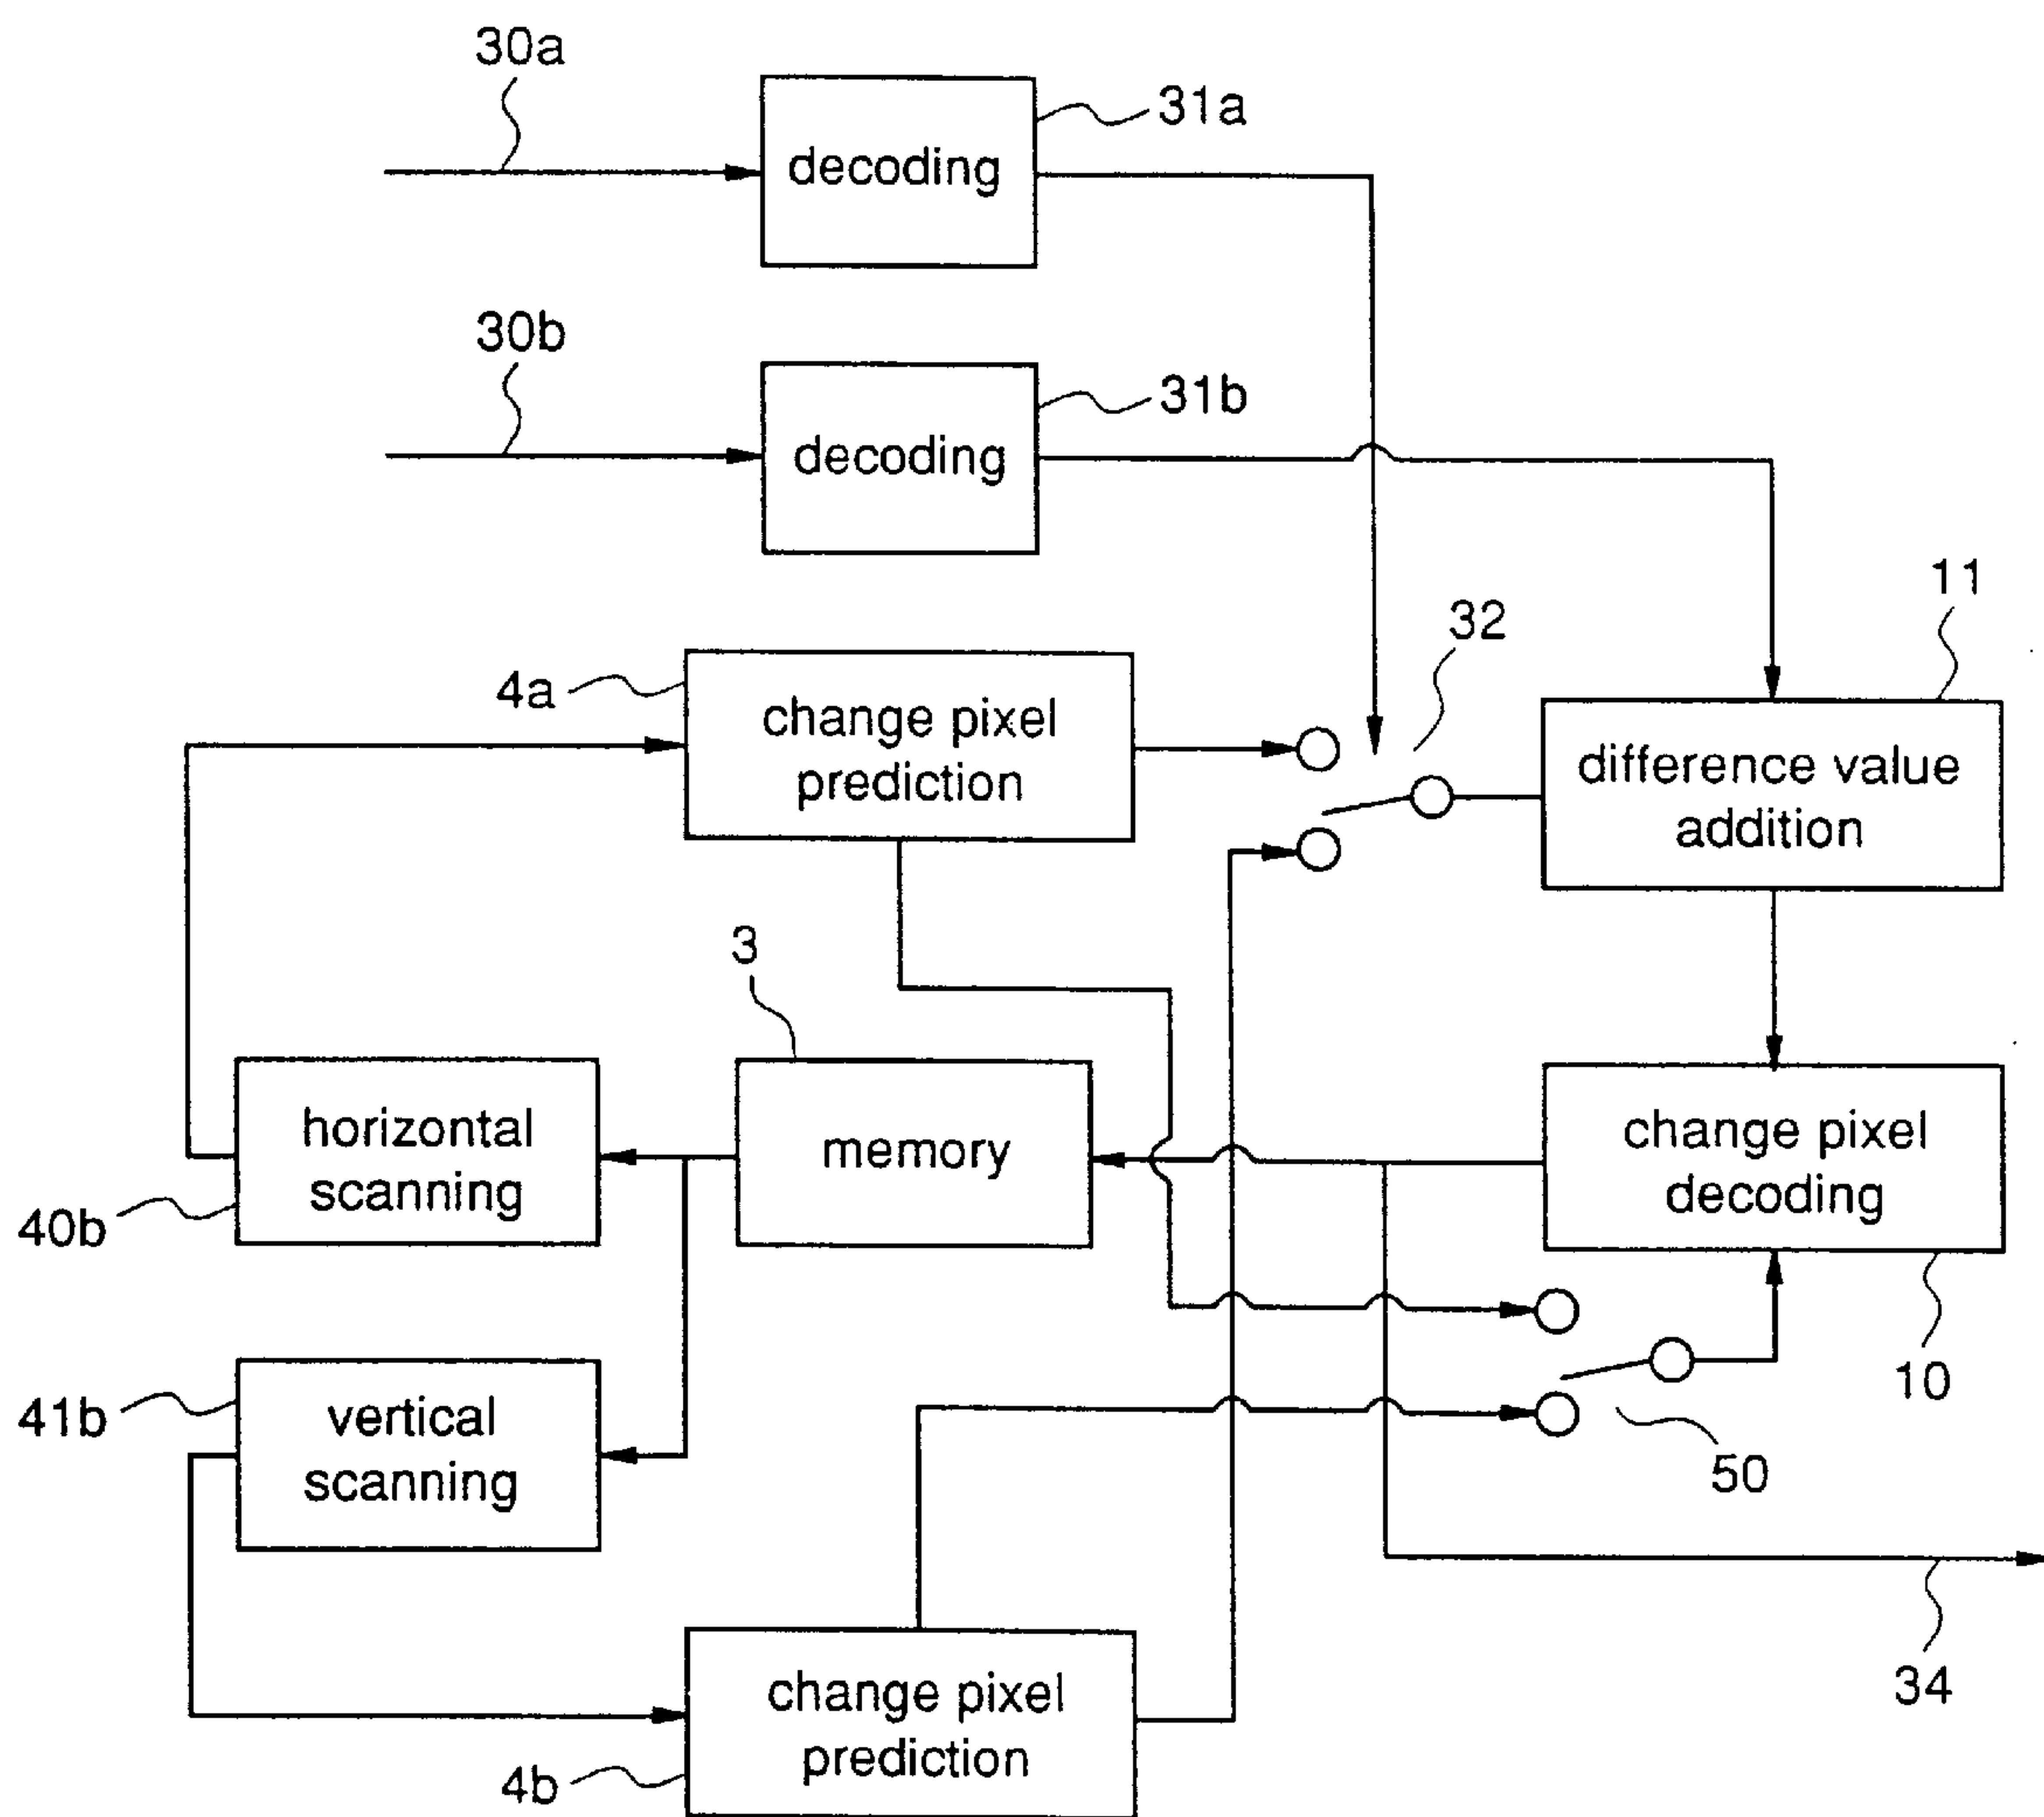 30a
decoding
31a
30b
decoding
31b
11
32
4a
change pixel
prediction
difference value
addition
3
horizontal
scanning
memory
change pixel
decoding
40b
41b
vertical
scanning
10
50
34
change pixel
prediction
4b